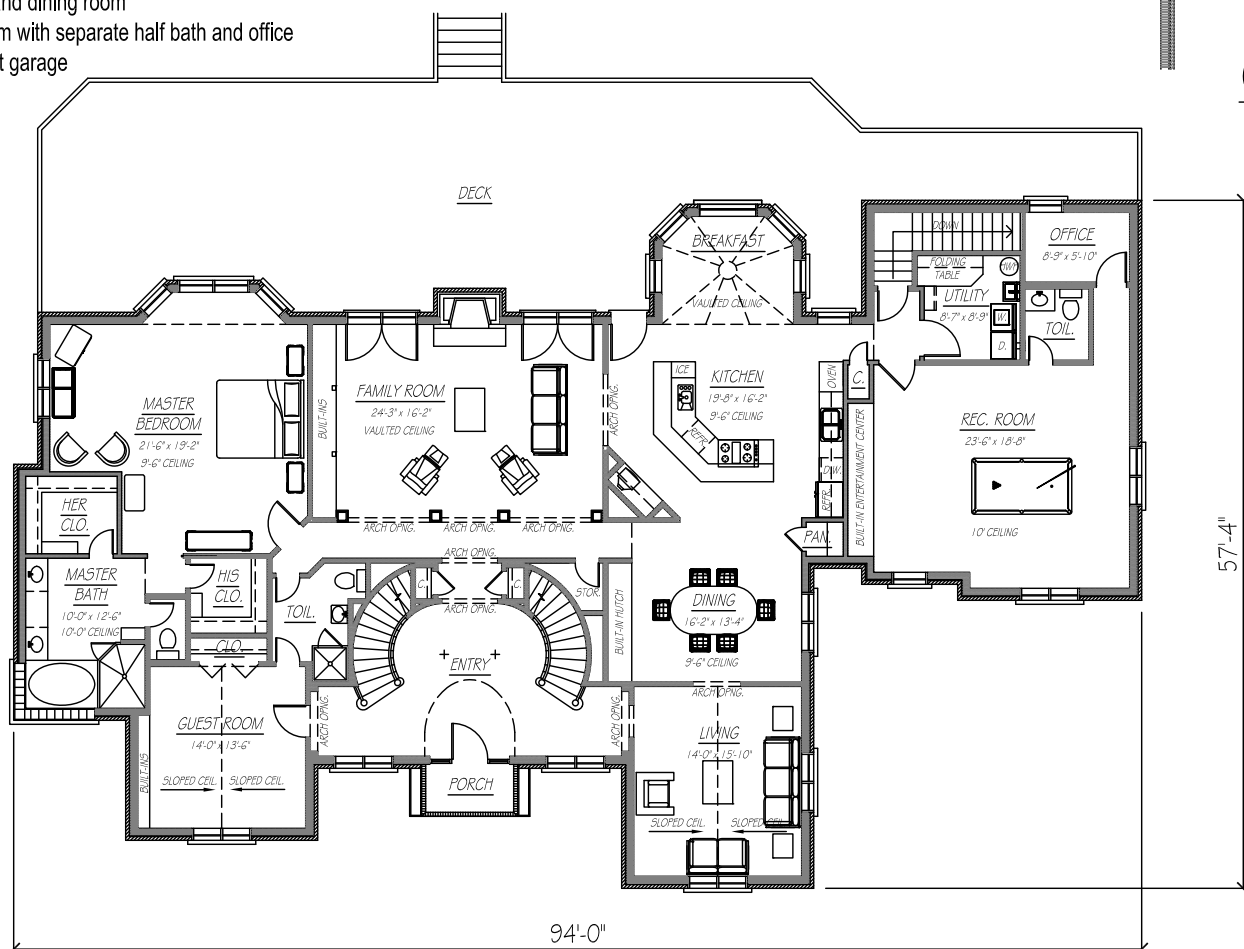 nd dining room
m with separate half bath and office
t garage
DECK
BREAKFAST
VAULTED CEILING
DOWN
OFFICE
8'-9" x 5'-10"
FOLDING
TABLE
HWH
UTILITY
8'-7" x 8'-9"
W.
D.
TOIL.
MASTER
BEDROOM
21'-6" x 19'-2"
9'-6" CEILING
BUILT-INS
FAMILY ROOM
24'-3" x 16'-2"
VAULTED CEILING
ARCH OPNG.
ICE
REFR.
KITCHEN
19'-8" x 16'-2"
9'-6" CEILING
OVEN
D.W.
REFR.
C.
BUILT-IN ENTERTAINMENT CENTER
REC. ROOM
23'-6" x 18'-8"
10' CEILING
57'-4"
HER
CLO.
ARCH OPNG.
ARCH OPNG.
ARCH OPNG.
ARCH OPNG.
PAN.
MASTER
BATH
10'-0" x 12'-6"
10'-0" CEILING
HIS
CLO.
TOIL.
C.
C.
ARCH OPNG.
STOR.
BUILT-IN HUTCH
DINING
16'-2" x 13'-4"
9'-6" CEILING
CLO.
ENTRY
ARCH OPNG.
GUEST ROOM
14'-0" x 13'-6"
BUILT-INS
SLOPED CEIL.
SLOPED CEIL.
ARCH OPNG.
ARCH OPNG.
PORCH
LIVING
14'-0" x 15'-10"
SLOPED CEIL.
SLOPED CEIL.
94'-0"